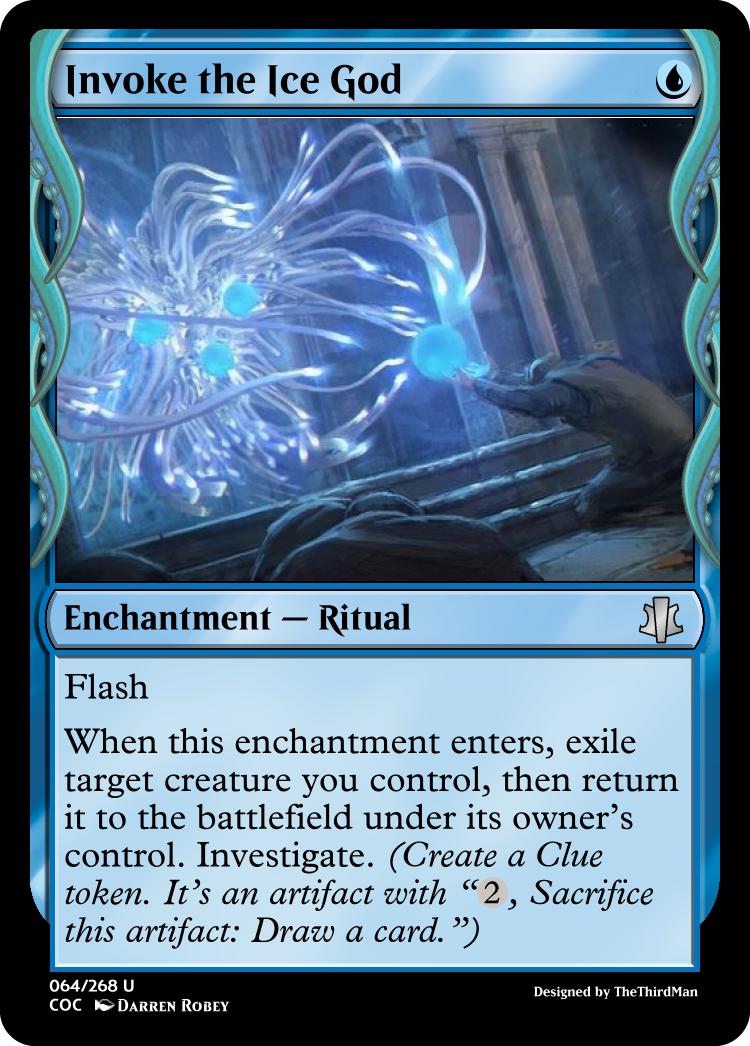 Invoke the Ice God
Enchantment — Ritual
Flash
When this enchantment enters, exile
target creature you control, then return
it to the battlefield under its owner's
control. Investigate. (Create a Clue
token. It's an artifact with “2, Sacrifice
this artifact: Draw a card.”)
064/268 U
COC DARREN ROBEY
Designed by TheThirdMan